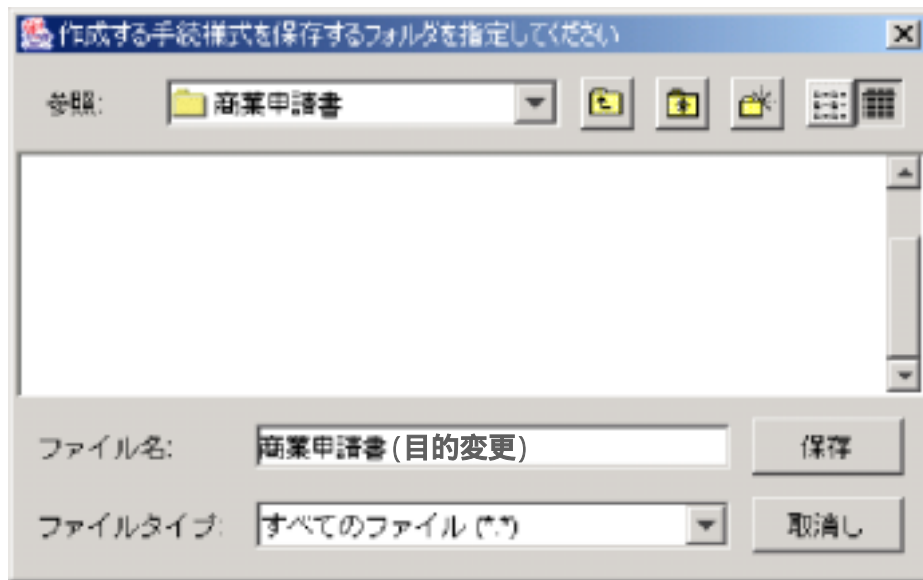 作成する手続様式を保存するフォルダを指定してください
参照: 商業申請書
ファイル名: 商業申請書(目的変更) 保存
ファイルタイプ: すべてのファイル (*.*) 取消し